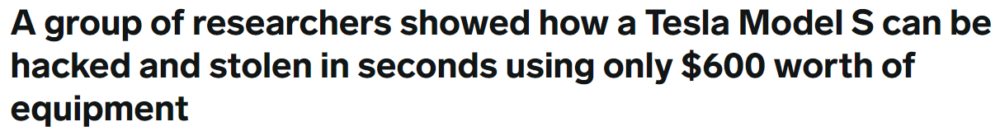 A group of researchers showed how a Tesla Model S can be
hacked and stolen in seconds using only $600 worth of
equipment